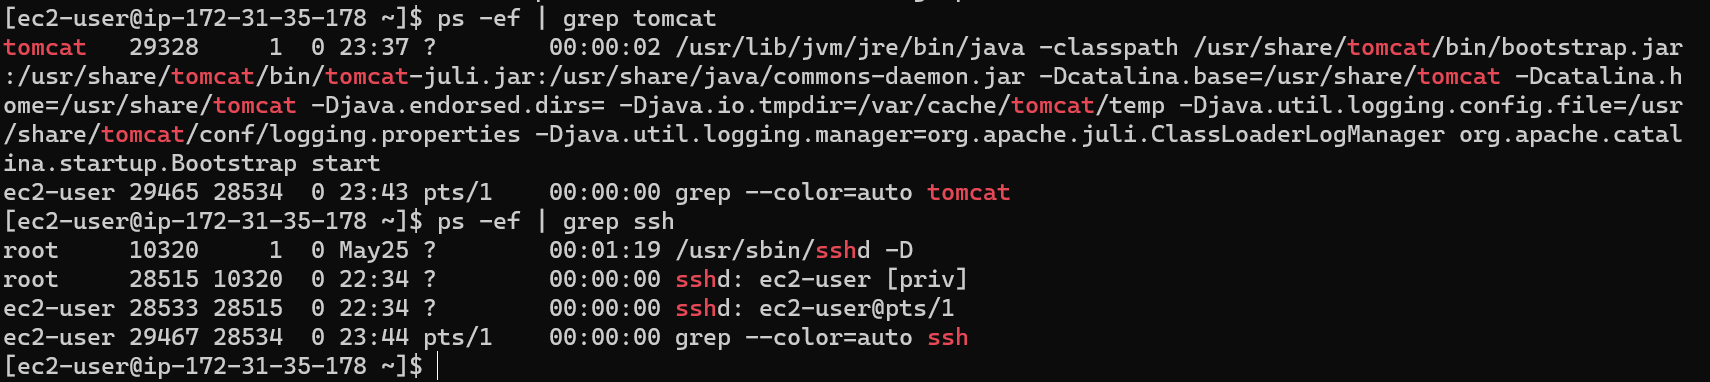 [ec2-user@ip-172-31-35-178 ~]$ ps -ef | grep tomcat
tomcat   29328     1  0 23:37 ?        00:00:02 /usr/lib/jvm/jre/bin/java -classpath /usr/share/tomcat/bin/bootstrap.jar
:/usr/share/tomcat/bin/tomcat-juli.jar:/usr/share/java/commons-daemon.jar -Dcatalina.base=/usr/share/tomcat -Dcatalina.h
ome=/usr/share/tomcat -Djava.endorsed.dirs= -Djava.io.tmpdir=/var/cache/tomcat/temp -Djava.util.logging.config.file=/usr
/share/tomcat/conf/logging.properties -Djava.util.logging.manager=org.apache.juli.ClassLoaderLogManager org.apache.catal
ina.startup.Bootstrap start
ec2-user 29465 28534  0 23:43 pts/1    00:00:00 grep --color=auto tomcat
[ec2-user@ip-172-31-35-178 ~]$ ps -ef | grep ssh
root     10320     1  0 May25 ?        00:01:19 /usr/sbin/sshd -D
root     28515 10320  0 22:34 ?        00:00:00 sshd: ec2-user [priv]
ec2-user 28533 28515  0 22:34 ?        00:00:00 sshd: ec2-user@pts/1
ec2-user 29467 28534  0 23:44 pts/1    00:00:00 grep --color=auto ssh
[ec2-user@ip-172-31-35-178 ~]$